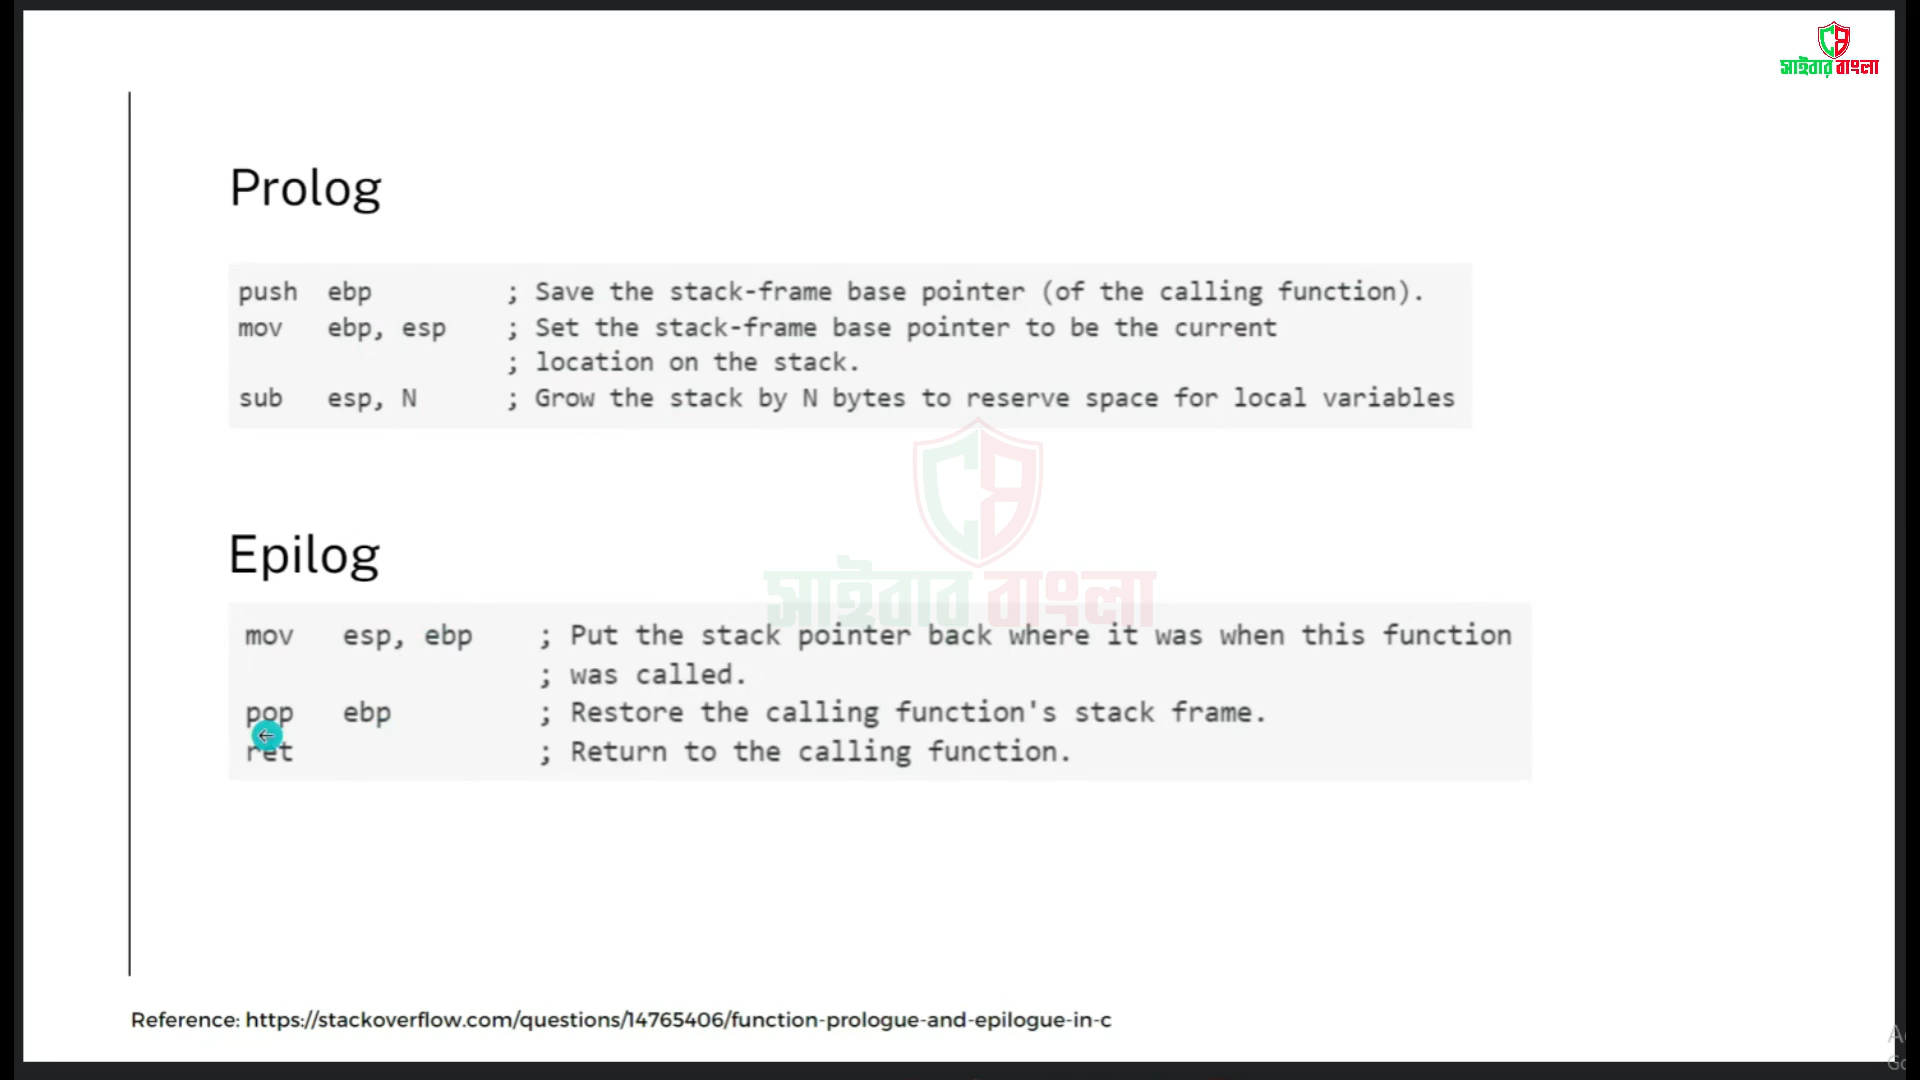 সাইবার বাংলা
Prolog
push ebp ; Save the stack-frame base pointer (of the calling function).
mov ebp, esp ; Set the stack-frame base pointer to be the current
; location on the stack.
sub esp, N ; Grow the stack by N bytes to reserve space for local variables
সাইবার বাংলা
Epilog
mov esp, ebp ; Put the stack pointer back where it was when this function
; was called.
pop ebp ; Restore the calling function's stack frame.
ret ; Return to the calling function.
Reference: https://stackoverflow.com/questions/14765406/function-prologue-and-epilogue-in-c